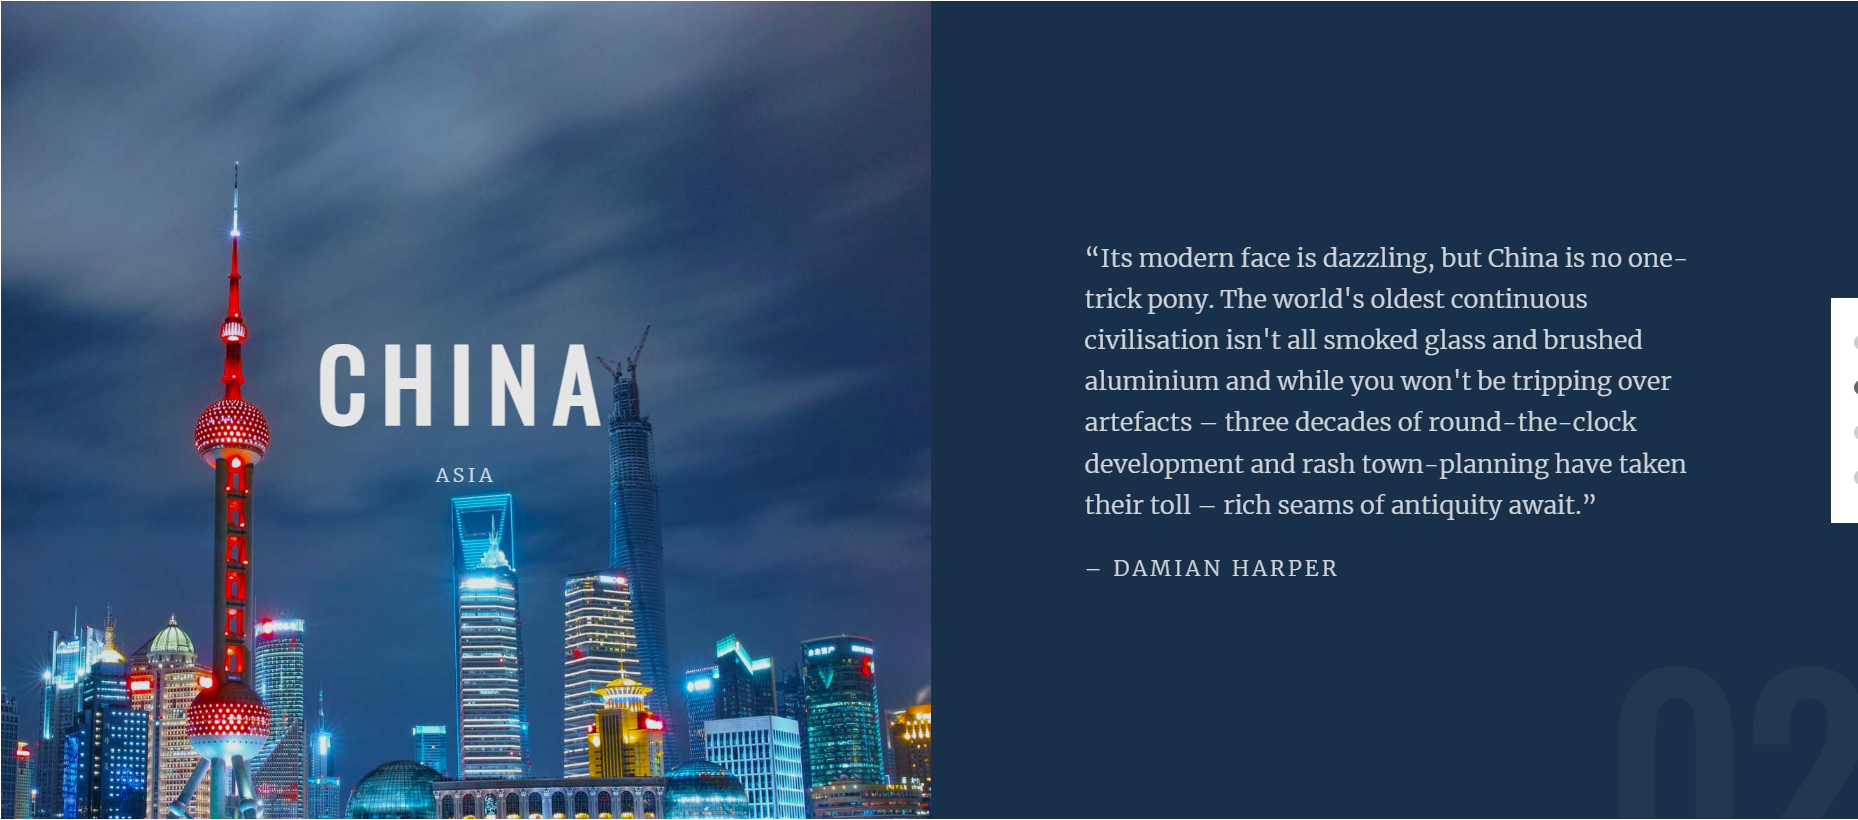 CHINA
ASIA
“Its modern face is dazzling, but China is no one-
trick pony. The world's oldest continuous
civilisation isn't all smoked glass and brushed
aluminium and while you won't be tripping over
artefacts – three decades of round-the-clock
development and rash town-planning have taken
their toll – rich seams of antiquity await.”
– DAMIAN HARPER
02